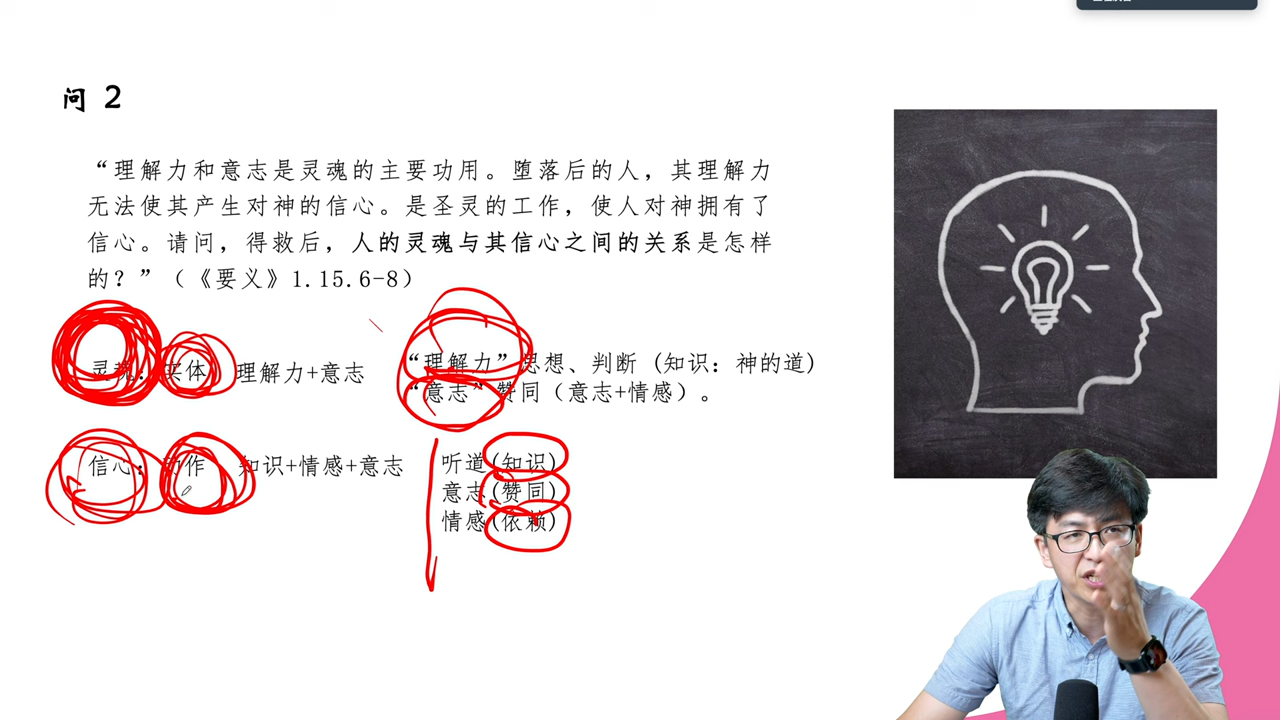 问 2
“理解力和意志是灵魂的主要功用。堕落后的人，其理解力
无法使其产生对神的信心。是圣灵的工作，使人对神拥有了
信心。请问，得救后，人的灵魂与其信心之间的关系是怎样
的？”（《要义》1.15.6-8）
灵魂：实体 理解力+意志
“理解力”思想、判断 (知识：神的道)
“意志”赞同（意志+情感）。
信心：动作 知识+情感+意志
听道(知识)
意志(赞同)
情感(依赖)